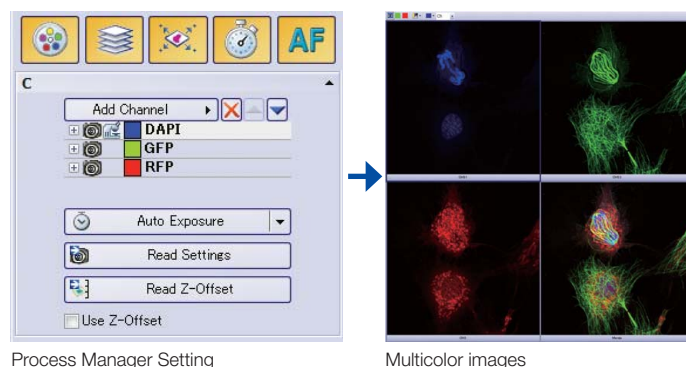 AF
C
Add Channel
DAPI
GFP
RFP
Auto Exposure
Read Settings
Read Z-Offset
Use Z-Offset
Process Manager Setting
Multicolor images